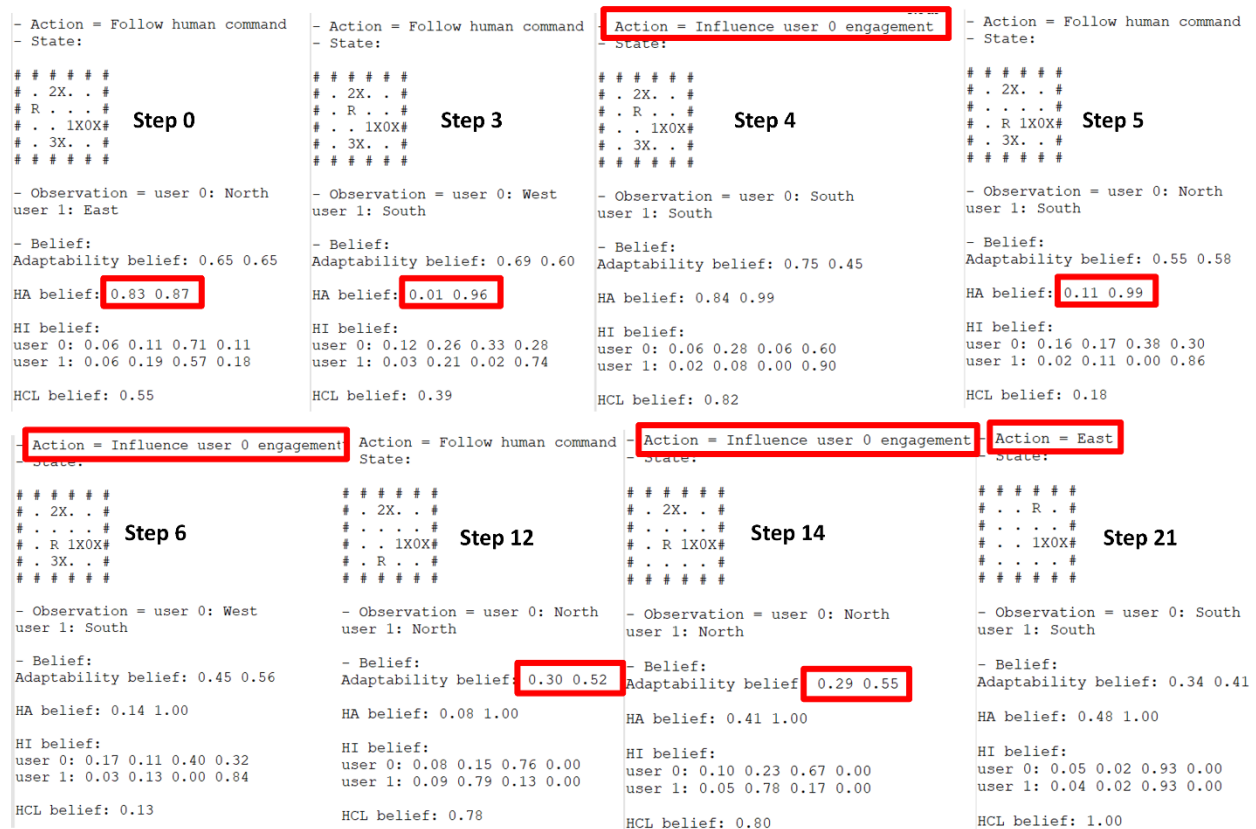 - Action = Follow human command
- State:
# # # # # #
# . 2X. . #
# R . . . #
# . . 1X0X#
# . 3X. . #
# # # # # #
Step 0
- Observation = user 0: North
user 1: East
- Belief:
Adaptability belief: 0.65 0.65
HA belief: 0.83 0.87
HI belief:
user 0: 0.06 0.11 0.71 0.11
user 1: 0.06 0.19 0.57 0.18
HCL belief: 0.55
- Action = Follow human command
- State:
# # # # # #
# . 2X. . #
# . R . . #
# . . 1X0X#
# . 3X. . #
# # # # # #
Step 3
- Observation = user 0: West
user 1: South
- Belief:
Adaptability belief: 0.69 0.60
HA belief: 0.01 0.96
HI belief:
user 0: 0.12 0.26 0.33 0.28
user 1: 0.03 0.21 0.02 0.74
HCL belief: 0.39
- Action = Influence user 0 engagement
- State:
# # # # # #
# . 2X. . #
# . R . . #
# . . 1X0X#
# . 3X. . #
# # # # # #
Step 4
- Observation = user 0: South
user 1: South
- Belief:
Adaptability belief: 0.75 0.45
HA belief: 0.84 0.99
HI belief:
user 0: 0.06 0.28 0.06 0.60
user 1: 0.02 0.08 0.00 0.90
HCL belief: 0.82
- Action = Follow human command
- State:
# # # # # #
# . 2X. . #
# . . . . #
# . R 1X0X#
# . 3X. . #
# # # # # #
Step 5
- Observation = user 0: North
user 1: South
- Belief:
Adaptability belief: 0.55 0.58
HA belief: 0.11 0.99
HI belief:
user 0: 0.16 0.17 0.38 0.30
user 1: 0.02 0.11 0.00 0.86
HCL belief: 0.18
- Action = Influence user 0 engagement
- State:
# # # # # #
# . 2X. . #
# . . . . #
# . R 1X0X#
# . 3X. . #
# # # # # #
Step 6
- Observation = user 0: West
user 1: South
- Belief:
Adaptability belief: 0.45 0.56
HA belief: 0.14 1.00
HI belief:
user 0: 0.17 0.11 0.40 0.32
user 1: 0.03 0.13 0.00 0.84
HCL belief: 0.13
Action = Follow human command
State:
# # # # # #
# . 2X. . #
# . . . . #
# . . 1X0X#
# . R . . #
# # # # # #
Step 12
- Observation = user 0: North
user 1: North
- Belief:
Adaptability belief: 0.30 0.52
HA belief: 0.08 1.00
HI belief:
user 0: 0.08 0.15 0.76 0.00
user 1: 0.09 0.79 0.13 0.00
HCL belief: 0.78
- Action = Influence user 0 engagement
- State:
# # # # # #
# . 2X. . #
# . . . . #
# . R 1X0X#
# . . . . #
# # # # # #
Step 14
- Observation = user 0: North
user 1: North
- Belief:
Adaptability belief 0.29 0.55
HA belief: 0.41 1.00
HI belief:
user 0: 0.10 0.23 0.67 0.00
user 1: 0.05 0.78 0.17 0.00
HCL belief: 0.80
- Action = East
- State:
# # # # # #
# . . R . #
# . . . . #
# . . 1X0X#
# . . . . #
# # # # # #
Step 21
- Observation = user 0: South
user 1: South
- Belief:
Adaptability belief: 0.34 0.41
HA belief: 0.48 1.00
HI belief:
user 0: 0.05 0.02 0.93 0.00
user 1: 0.04 0.02 0.93 0.00
HCL belief: 1.00